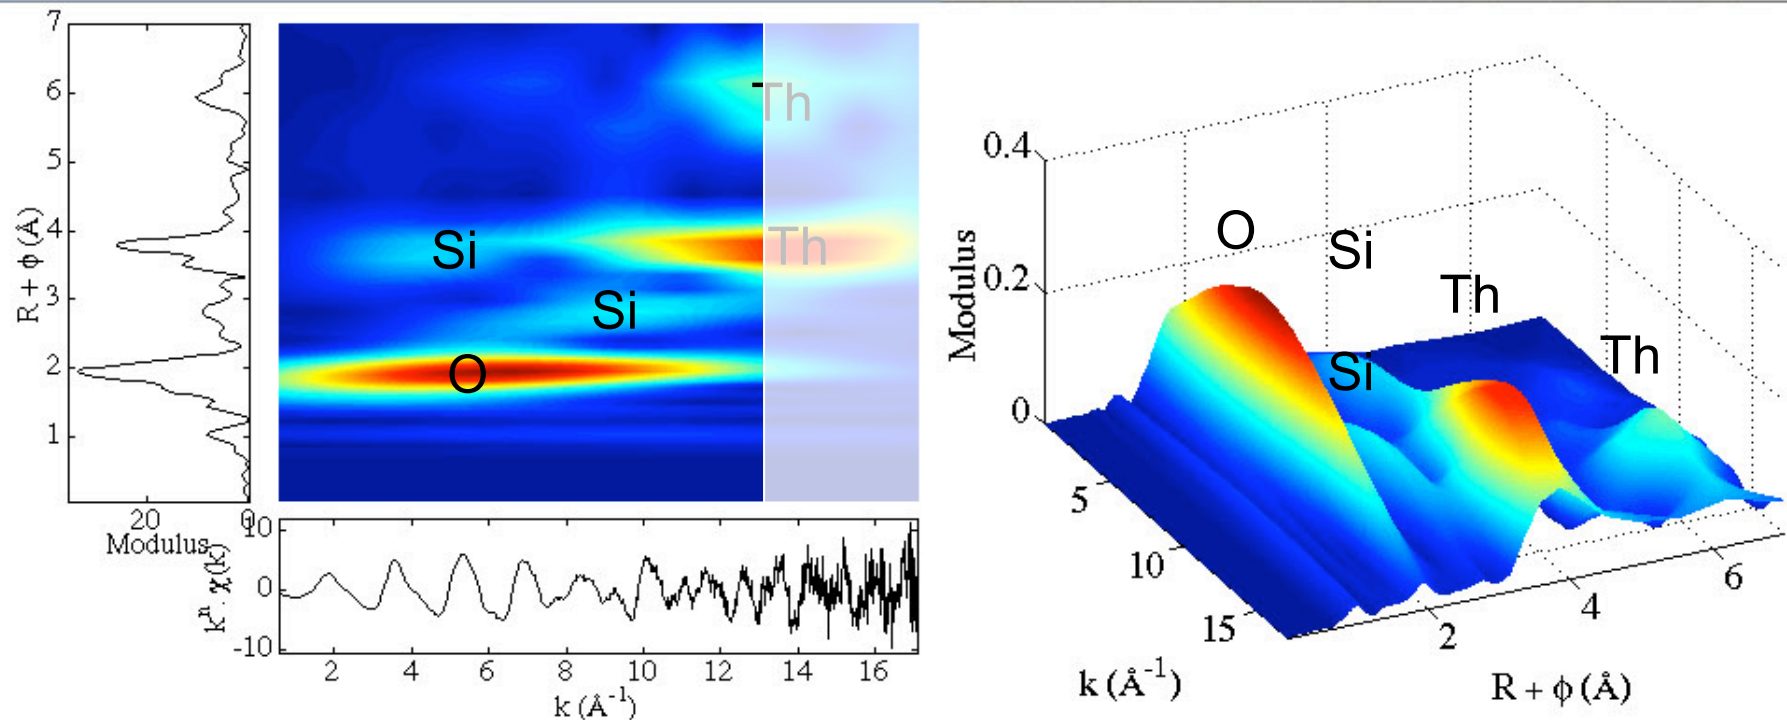 7
6
5
4
3
2
1
R + ϕ (Å)
20
0
Modulus
Th
Si
Th
Si
O
10
0
-10
kⁿ. χ(k)
2 4 6 8 10 12 14 16
k (Å⁻¹)
0.4
0.2
0
Modulus
O
Si
Th
Si
Th
5
10
15
k (Å⁻¹)
2
4
6
R + ϕ (Å)